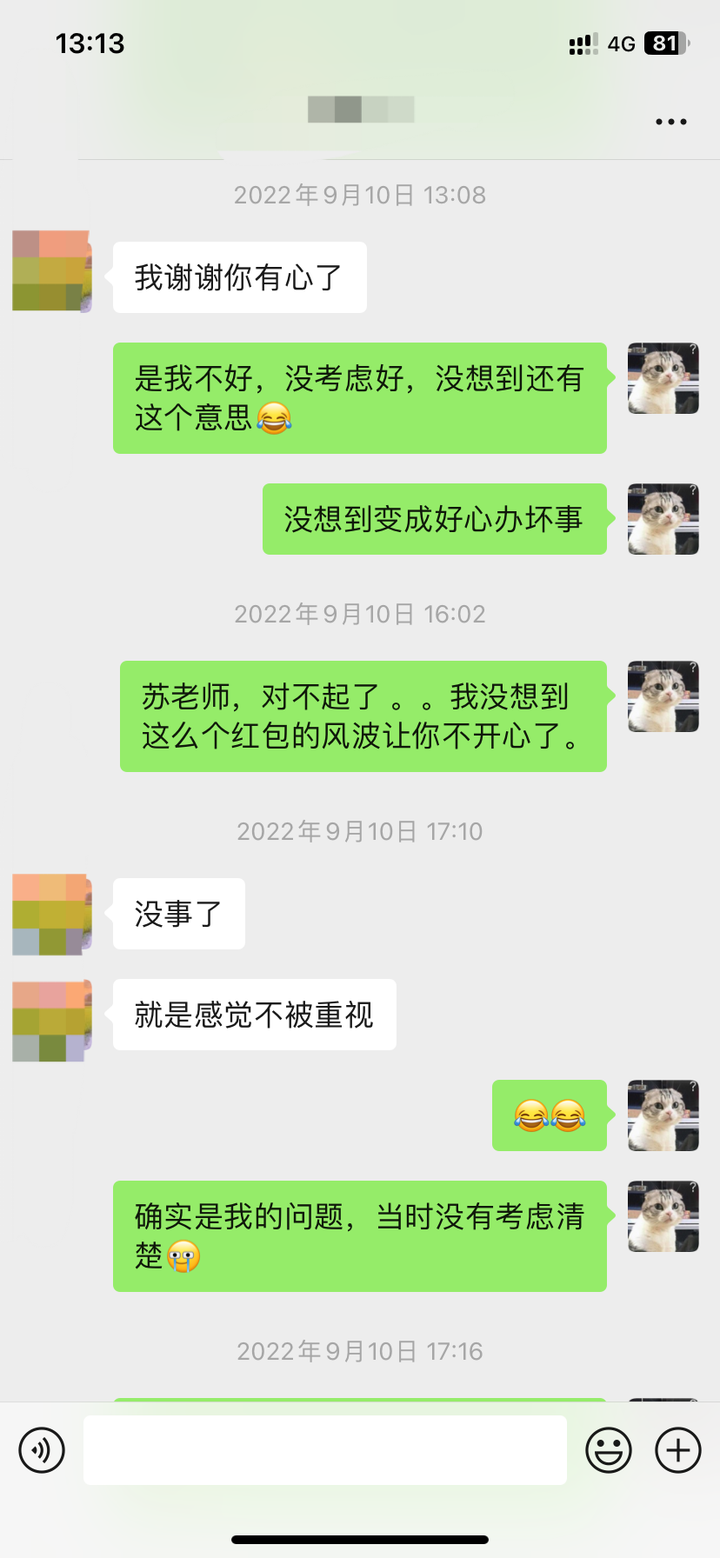 13:13
4G 81
2022年9月10日 13:08
我谢谢你有心了
是我不好，没考虑好，没想到还有
这个意思😂
没想到变成好心办坏事
2022年9月10日 16:02
苏老师，对不起了 。。我没想到
这么个红包的风波让你不开心了。
2022年9月10日 17:10
没事了
就是感觉不被重视
😂😂
确实是我的问题，当时没有考虑清
楚🥹
2022年9月10日 17:16